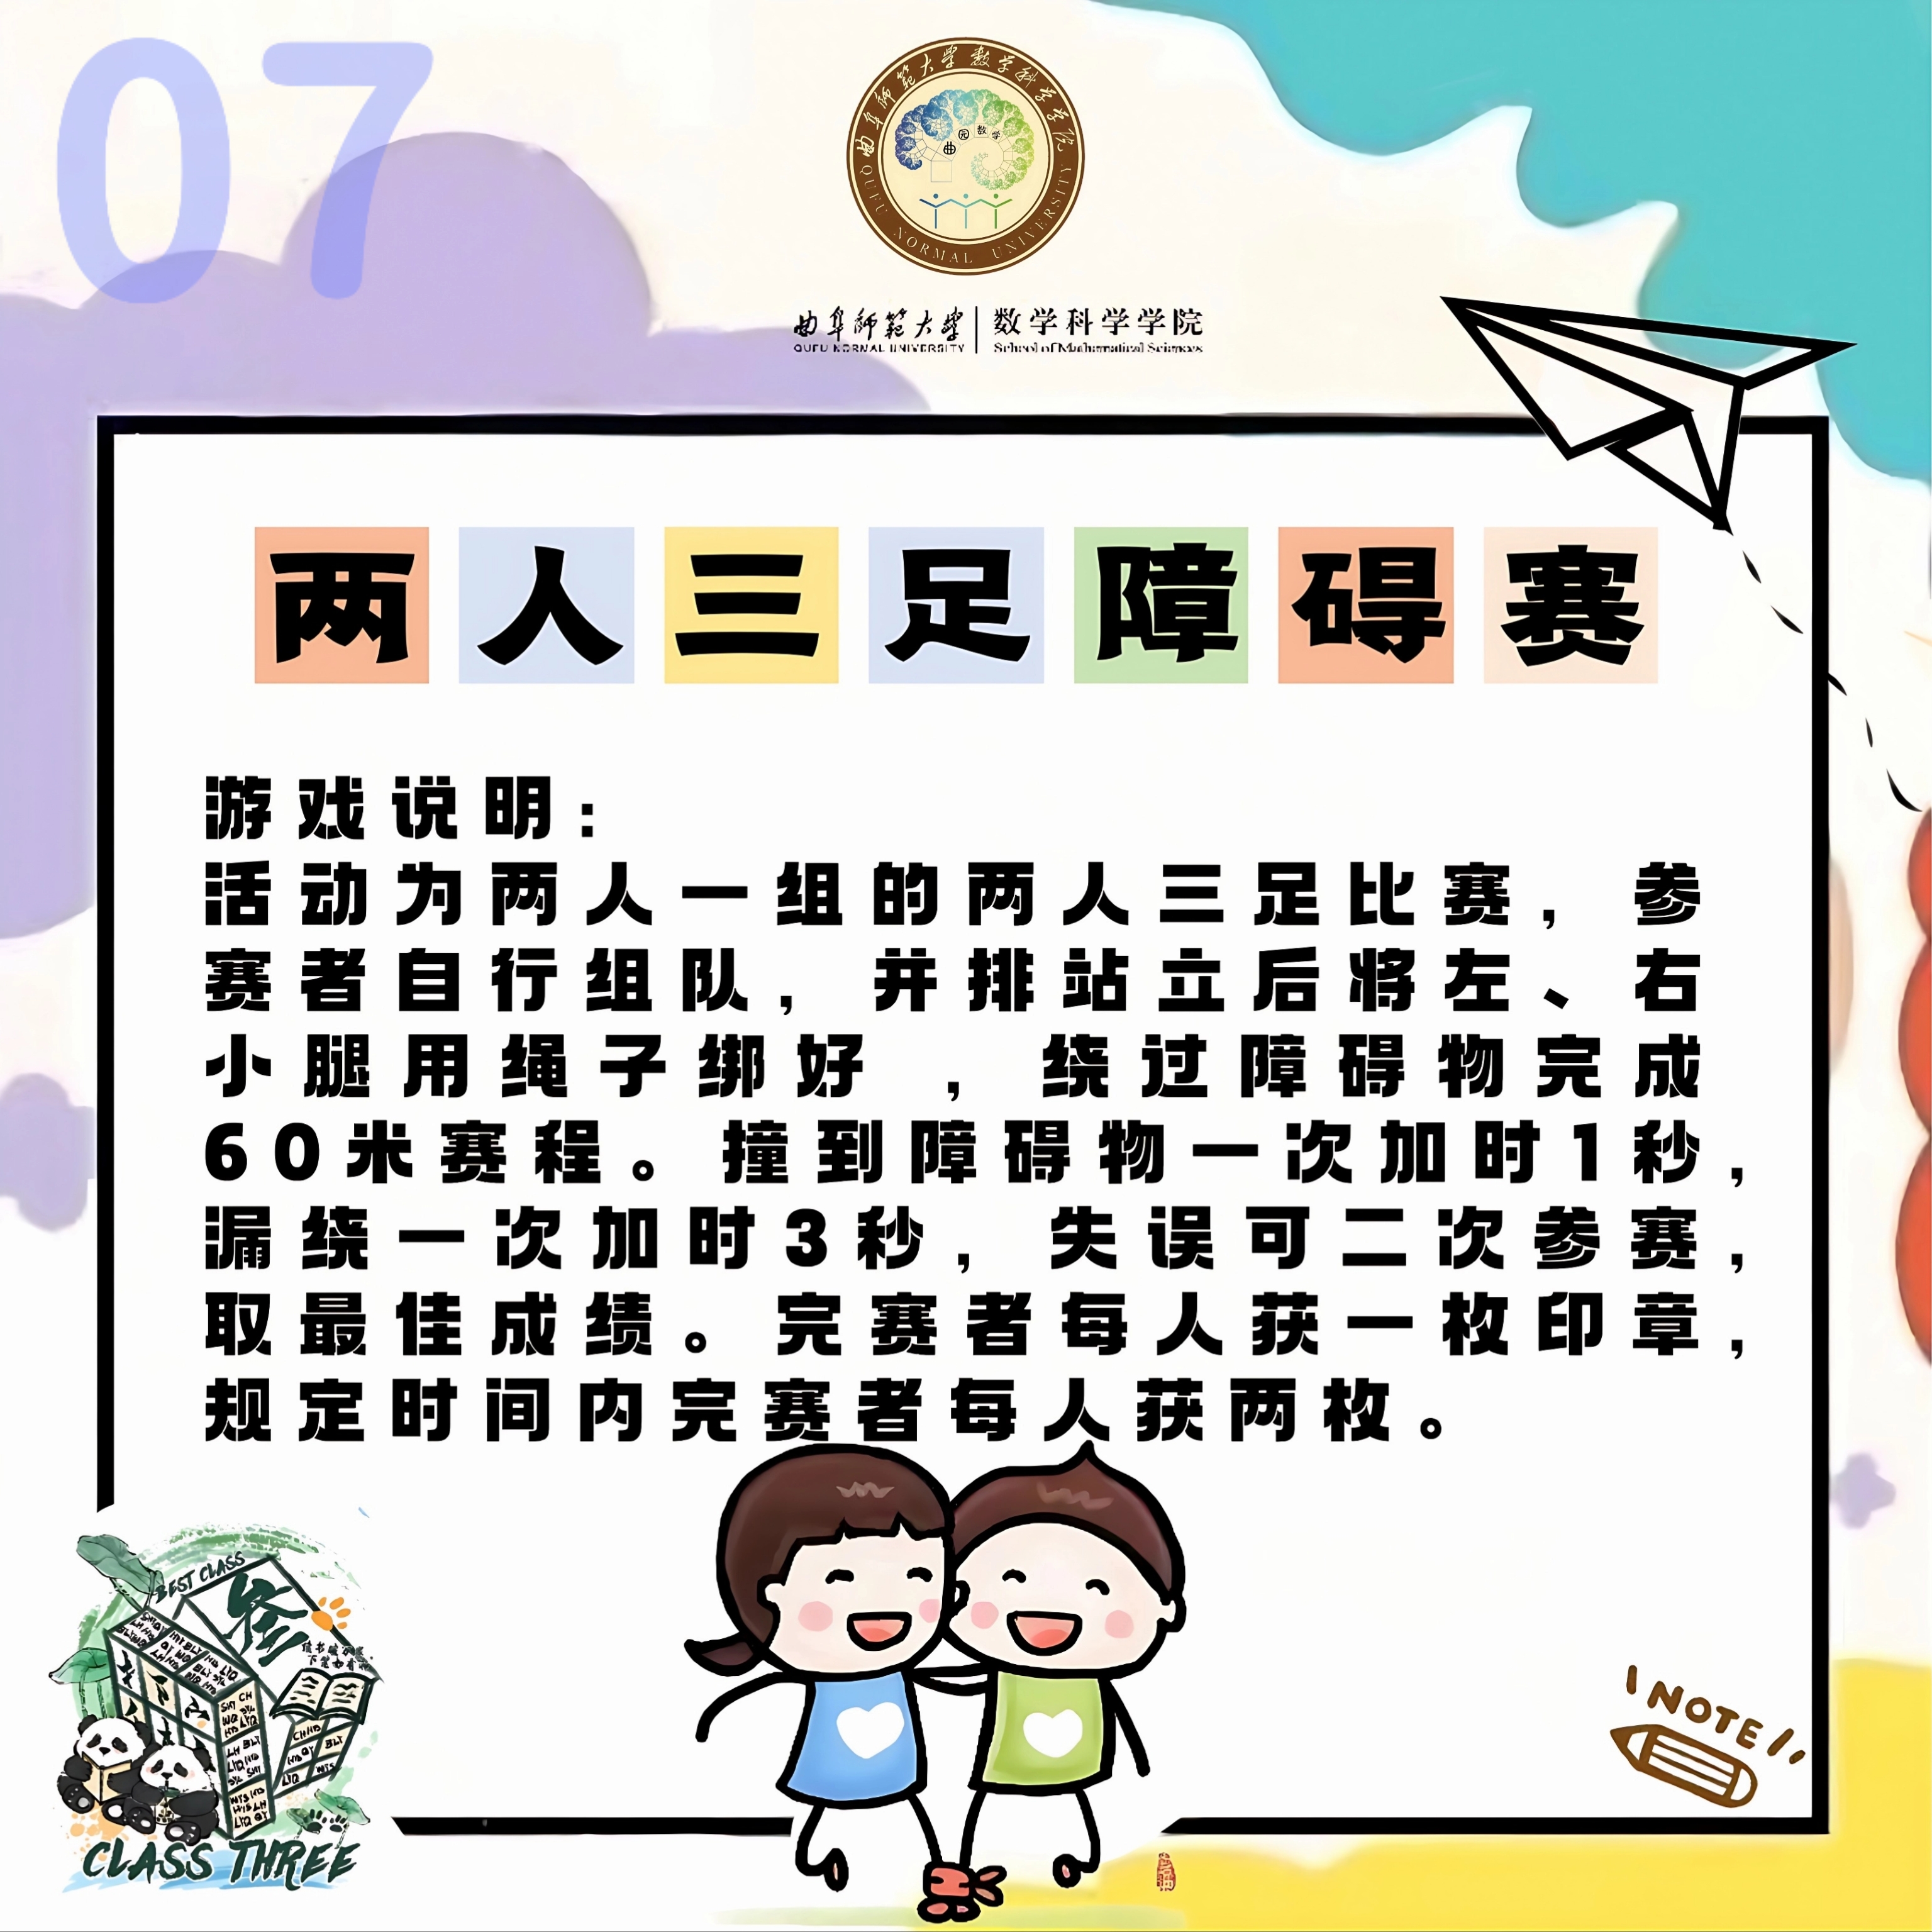 07
曲阜师范大学数学科学学院
曲园数学
QUFU NORMAL UNIVERSITY
曲阜师范大学 | 数学科学学院
QUFU NORMAL UNIVERSITY | School of Mathematical Sciences
两人三足障碍赛
游戏说明：
活动为两人一组的两人三足比赛，参
赛者自行组队，并排站立后将左、右
小腿用绳子绑好，绕过障碍物完成
60米赛程。撞到障碍物一次加时1秒，
漏绕一次加时3秒，失误可二次参赛，
取最佳成绩。完赛者每人获一枚印章，
规定时间内完赛者每人获两枚。
BEST CLASS
叁
CLASS THREE
NOTE